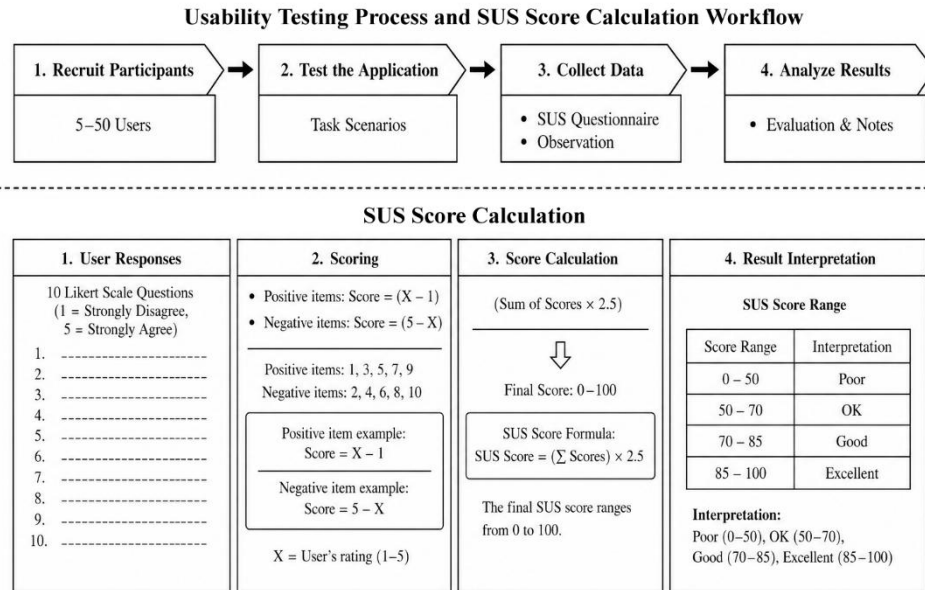 Usability Testing Process and SUS Score Calculation Workflow
1. Recruit Participants
5–50 Users
2. Test the Application
Task Scenarios
3. Collect Data
• SUS Questionnaire
• Observation
4. Analyze Results
• Evaluation & Notes
SUS Score Calculation
1. User Responses
10 Likert Scale Questions
(1 = Strongly Disagree,
5 = Strongly Agree)
1. ----------------------
2. ----------------------
3. ----------------------
4. ----------------------
5. ----------------------
6. ----------------------
7. ----------------------
8. ----------------------
9. ----------------------
10. ----------------------
2. Scoring
• Positive items: Score = (X – 1)
• Negative items: Score = (5 – X)
Positive items: 1, 3, 5, 7, 9
Negative items: 2, 4, 6, 8, 10
Positive item example:
Score = X – 1
Negative item example:
Score = 5 – X
X = User's rating (1–5)
3. Score Calculation
(Sum of Scores × 2.5)
Final Score: 0–100
SUS Score Formula:
SUS Score = (∑ Scores) × 2.5
The final SUS score ranges
from 0 to 100.
4. Result Interpretation
SUS Score Range
Score Range Interpretation
0 – 50 Poor
50 – 70 OK
70 – 85 Good
85 – 100 Excellent
Interpretation:
Poor (0–50), OK (50–70),
Good (70–85), Excellent (85–100)